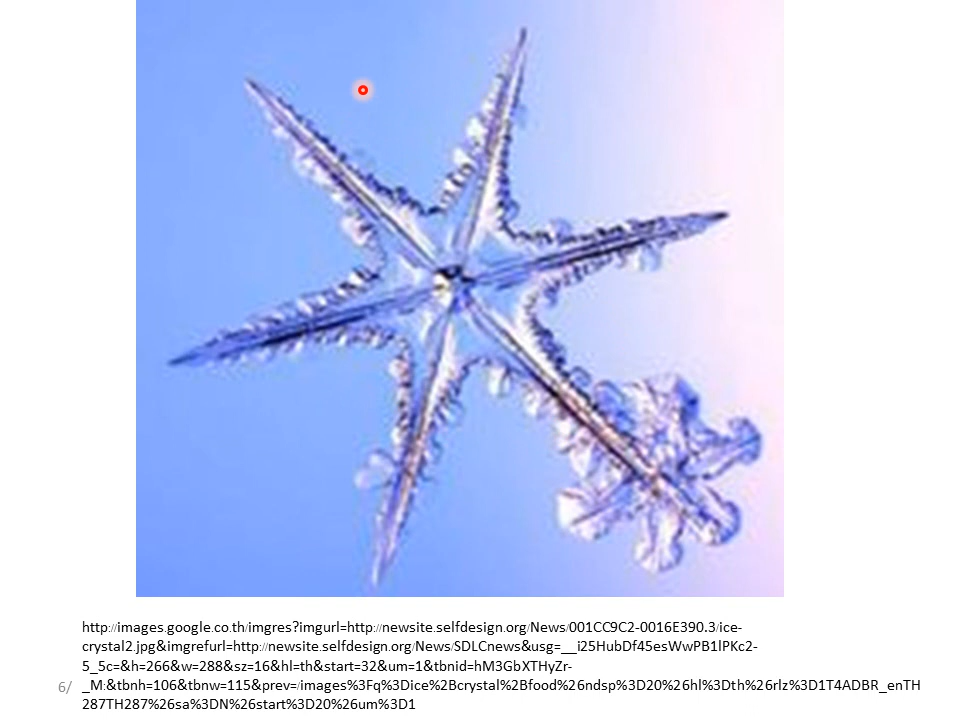 http://images.google.co.th/imgres?imgurl=http://newsite.selfdesign.org/News/001CC9C2-0016E390.3/ice-
crystal2.jpg&imgrefurl=http://newsite.selfdesign.org/News/SDLCnews&usg=__i25HubDf45esWwPB1lPKc2-
5_5c=&h=266&w=288&sz=16&hl=th&start=32&um=1&tbnid=hM3GbXTHyZr-
_M:&tbnh=106&tbnw=115&prev=/images%3Fq%3Dice%2Bcrystal%2Bfood%26ndsp%3D20%26hl%3Dth%26rlz%3D1T4ADBR_enTH
287TH287%26sa%3DN%26start%3D20%26um%3D1
6/